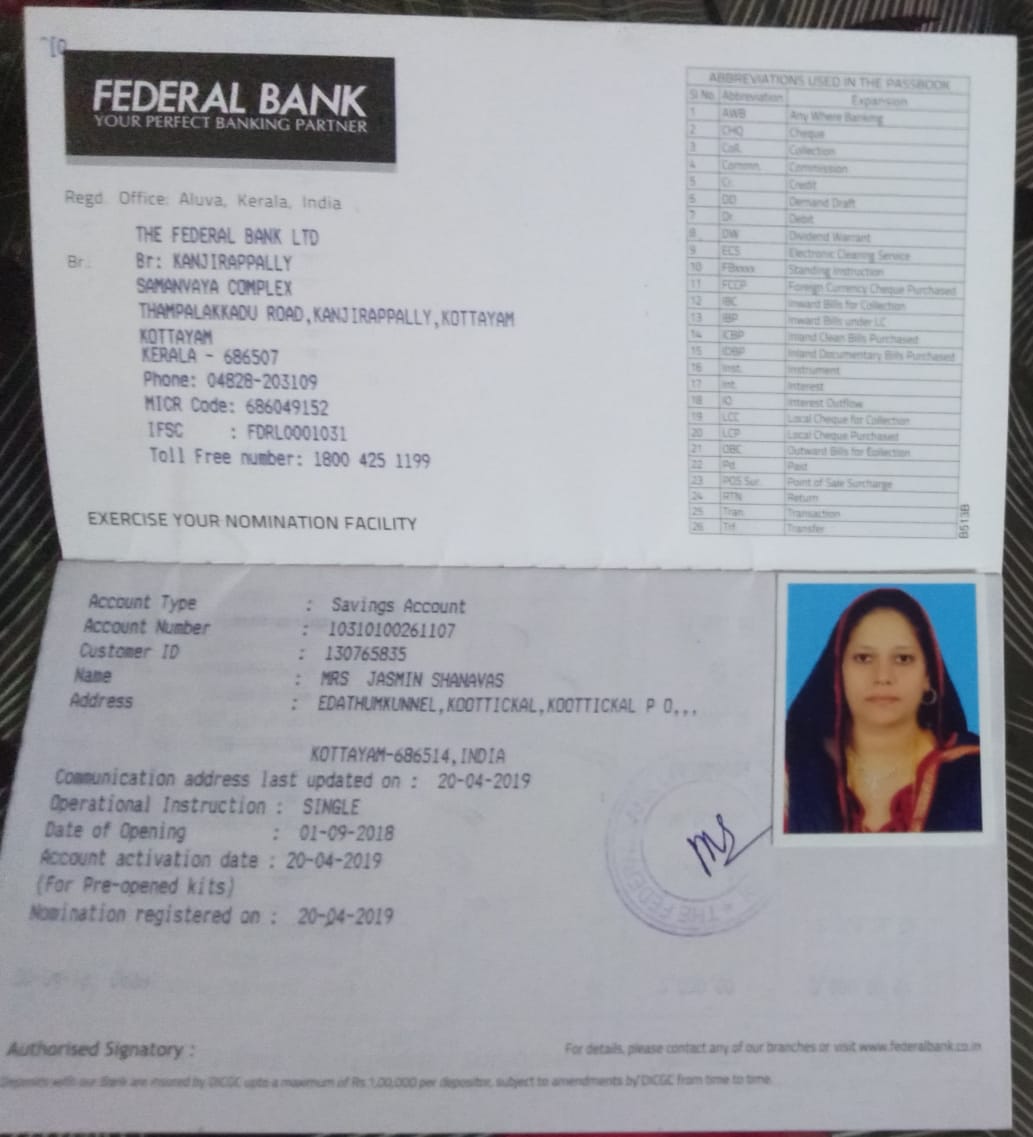 FEDERAL BANK
YOUR PERFECT BANKING PARTNER
Regd. Office: Aluva, Kerala, India
THE FEDERAL BANK LTD
Br: Br: KANJIRAPPALLY
SAMANVAYA COMPLEX
THAMPALAKKADU ROAD,KANJIRAPPALLY,KOTTAYAM
KOTTAYAM
KERALA - 686507
Phone: 04828-203109
MICR Code: 686049152
IFSC : FDRL0001031
Toll Free number: 1800 425 1199
EXERCISE YOUR NOMINATION FACILITY
ABBREVIATIONS USED IN THE PASSBOOK
Sl No. Abbreviation Expansion
1 AWB Any Where Banking
2 CHQ Cheque
3 Coll. Collection
4 Commn. Commission
5 Cr. Credit
6 DD Demand Draft
7 Dr. Debit
8 DW Dividend Warrant
9 ECS Electronic Clearing Service
10 FBxxxx Standing Instruction
11 FCCP Foreign Currency Cheque Purchased
12 IBC Inward Bills for Collection
13 IBP Inward Bills under LC
14 ICBP Inland Clean Bills Purchased
15 IDBP Inland Documentary Bills Purchased
16 Inst. Instrument
17 Int. Interest
18 IO Interest Outflow
19 LCC Local Cheque for Collection
20 LCP Local Cheque Purchased
21 OBC Outward Bills for Collection
22 Pd. Paid
23 POS Sur. Point of Sale Surcharge
24 RTN Return
25 Tran. Transaction
26 Trf. Transfer
B513B
Account Type : Savings Account
Account Number : 10310100261107
Customer ID : 130765835
Name : MRS JASMIN SHANAVAS
Address : EDATHUMKUNNEL,KOOTTICKAL,KOOTTICKAL P O,,,
KOTTAYAM-686514,INDIA
Communication address last updated on : 20-04-2019
Operational Instruction : SINGLE
Date of Opening : 01-09-2018
Account activation date : 20-04-2019
(For Pre-opened kits)
Nomination registered on : 20-04-2019
THE FEDER
Authorised Signatory :
For details, please contact any of our branches or visit www.federalbank.co.in
Deposits with our Bank are insured by DICGC upto a maximum of Rs.1,00,000 per depositor, subject to amendments by DICGC from time to time.